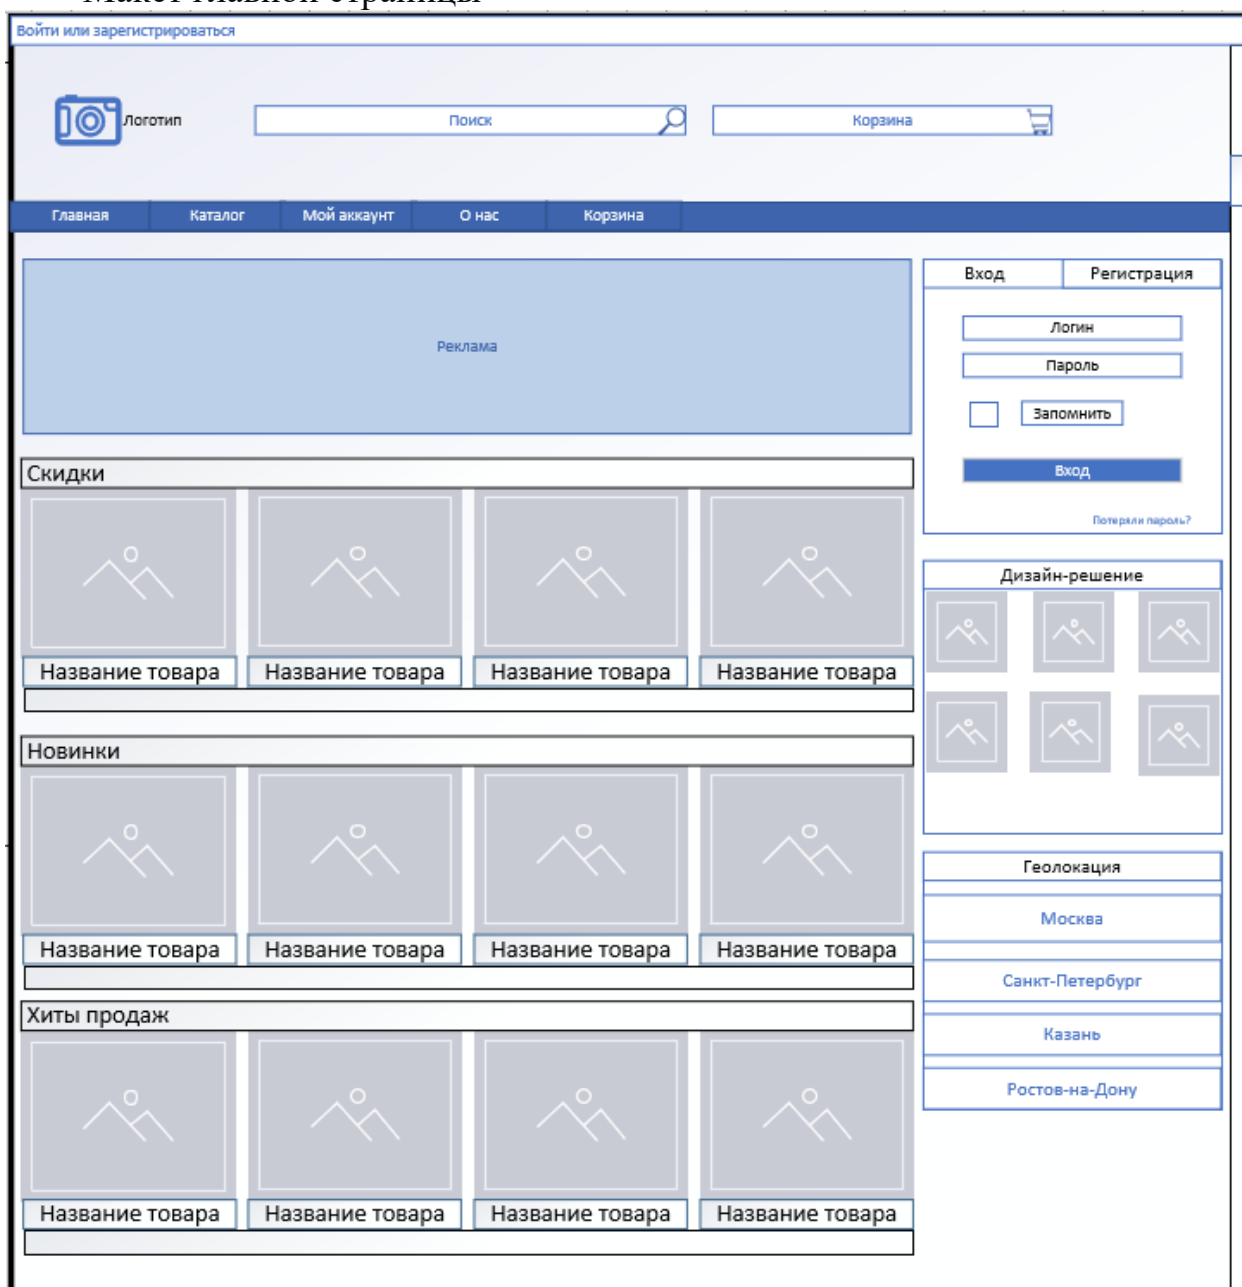 Макет главной страницы
Войти или зарегистрироваться
Логотип
Поиск
Корзина
Главная
Каталог
Мой аккаунт
О нас
Корзина
Реклама
Вход
Регистрация
Логин
Пароль
Запомнить
Вход
Потеряли пароль?
Скидки
Название товара
Название товара
Название товара
Название товара
Дизайн-решение
Новинки
Название товара
Название товара
Название товара
Название товара
Геолокация
Москва
Санкт-Петербург
Казань
Ростов-на-Дону
Хиты продаж
Название товара
Название товара
Название товара
Название товара